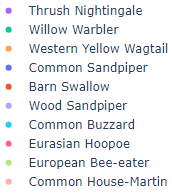 Thrush Nightingale
Willow Warbler
Western Yellow Wagtail
Common Sandpiper
Barn Swallow
Wood Sandpiper
Common Buzzard
Eurasian Hoopoe
European Bee-eater
Common House-Martin